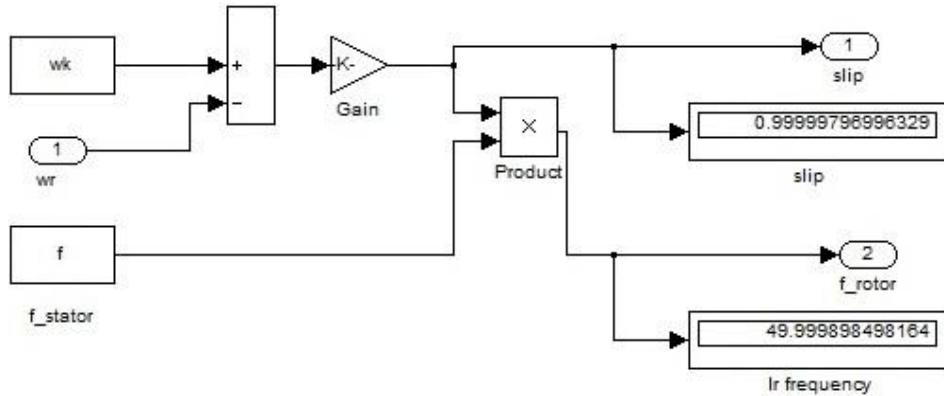 wk
+
−
K-
Gain
1
slip
0.99999796996329
slip
1
wr
×
Product
f
f_stator
2
f_rotor
49.999898498164
Ir frequency